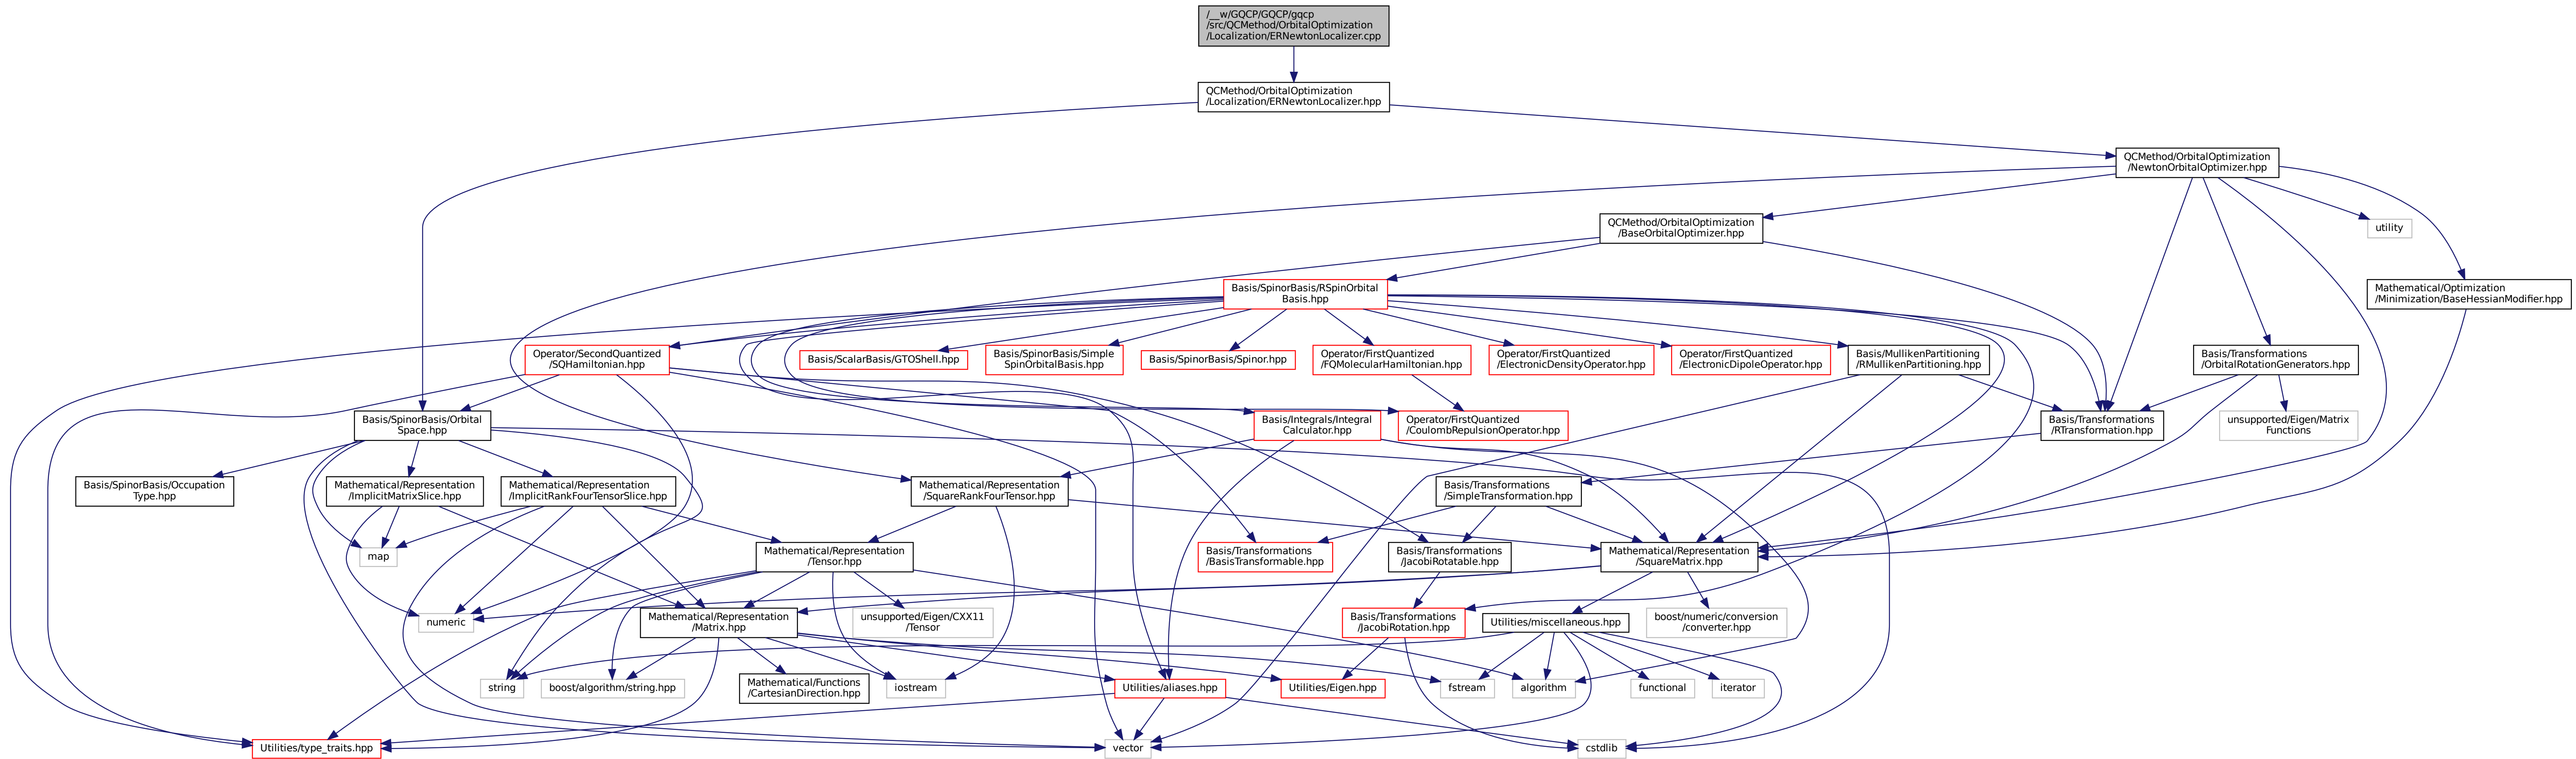 /__w/GQCP/GQCP/gqcp
/src/QCMethod/OrbitalOptimization
/Localization/ERNewtonLocalizer.cpp
QCMethod/OrbitalOptimization
/Localization/ERNewtonLocalizer.hpp
QCMethod/OrbitalOptimization
/NewtonOrbitalOptimizer.hpp
QCMethod/OrbitalOptimization
/BaseOrbitalOptimizer.hpp
utility
Basis/SpinorBasis/RSpinOrbital
Basis.hpp
Mathematical/Optimization
/Minimization/BaseHessianModifier.hpp
Operator/SecondQuantized
/SQHamiltonian.hpp
Basis/ScalarBasis/GTOShell.hpp
Basis/SpinorBasis/Simple
SpinOrbitalBasis.hpp
Basis/SpinorBasis/Spinor.hpp
Operator/FirstQuantized
/FQMolecularHamiltonian.hpp
Operator/FirstQuantized
/ElectronicDensityOperator.hpp
Operator/FirstQuantized
/ElectronicDipoleOperator.hpp
Basis/MullikenPartitioning
/RMullikenPartitioning.hpp
Basis/Transformations
/OrbitalRotationGenerators.hpp
Basis/SpinorBasis/Orbital
Space.hpp
Basis/Integrals/Integral
Calculator.hpp
Operator/FirstQuantized
/CoulombRepulsionOperator.hpp
Basis/Transformations
/RTransformation.hpp
unsupported/Eigen/Matrix
Functions
Basis/SpinorBasis/Occupation
Type.hpp
Mathematical/Representation
/ImplicitMatrixSlice.hpp
Mathematical/Representation
/ImplicitRankFourTensorSlice.hpp
Mathematical/Representation
/SquareRankFourTensor.hpp
Basis/Transformations
/SimpleTransformation.hpp
map
Mathematical/Representation
/Tensor.hpp
Basis/Transformations
/BasisTransformable.hpp
Basis/Transformations
/JacobiRotatable.hpp
Mathematical/Representation
/SquareMatrix.hpp
numeric
Mathematical/Representation
/Matrix.hpp
unsupported/Eigen/CXX11
/Tensor
Basis/Transformations
/JacobiRotation.hpp
Utilities/miscellaneous.hpp
boost/numeric/conversion
/converter.hpp
string
boost/algorithm/string.hpp
Mathematical/Functions
/CartesianDirection.hpp
iostream
Utilities/aliases.hpp
Utilities/Eigen.hpp
fstream
algorithm
functional
iterator
Utilities/type_traits.hpp
vector
cstdlib